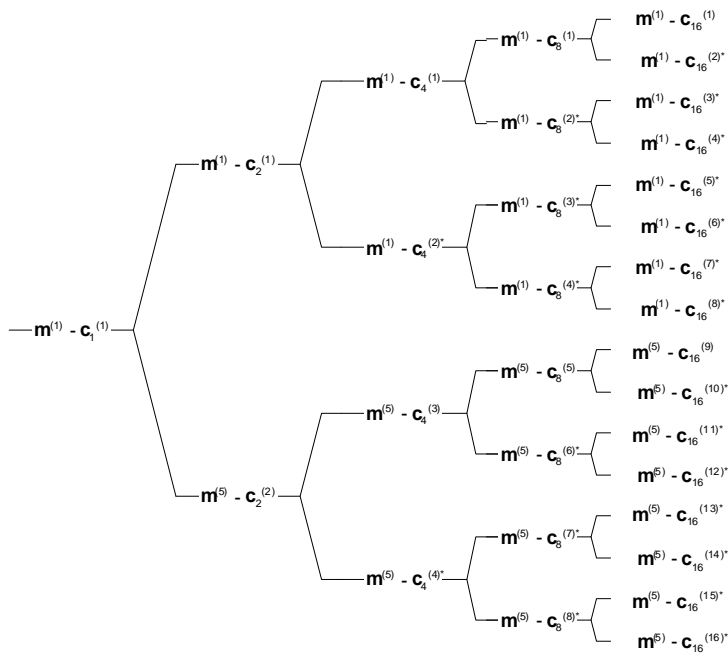 m⁽¹⁾ - c₁⁽¹⁾
m⁽¹⁾ - c₂⁽¹⁾
m⁽⁵⁾ - c₂⁽²⁾
m⁽¹⁾ - c₄⁽¹⁾
m⁽¹⁾ - c₄⁽²⁾*
m⁽⁵⁾ - c₄⁽³⁾
m⁽⁵⁾ - c₄⁽⁴⁾*
m⁽¹⁾ - c₈⁽¹⁾
m⁽¹⁾ - c₈⁽²⁾*
m⁽¹⁾ - c₈⁽³⁾*
m⁽¹⁾ - c₈⁽⁴⁾*
m⁽⁵⁾ - c₈⁽⁵⁾
m⁽⁵⁾ - c₈⁽⁶⁾*
m⁽⁵⁾ - c₈⁽⁷⁾*
m⁽⁵⁾ - c₈⁽⁸⁾*
m⁽¹⁾ - c₁₆⁽¹⁾
m⁽¹⁾ - c₁₆⁽²⁾*
m⁽¹⁾ - c₁₆⁽³⁾*
m⁽¹⁾ - c₁₆⁽⁴⁾*
m⁽¹⁾ - c₁₆⁽⁵⁾*
m⁽¹⁾ - c₁₆⁽⁶⁾*
m⁽¹⁾ - c₁₆⁽⁷⁾*
m⁽¹⁾ - c₁₆⁽⁸⁾*
m⁽⁵⁾ - c₁₆⁽⁹⁾
m⁽⁵⁾ - c₁₆⁽¹⁰⁾*
m⁽⁵⁾ - c₁₆⁽¹¹⁾*
m⁽⁵⁾ - c₁₆⁽¹²⁾*
m⁽⁵⁾ - c₁₆⁽¹³⁾*
m⁽⁵⁾ - c₁₆⁽¹⁴⁾*
m⁽⁵⁾ - c₁₆⁽¹⁵⁾*
m⁽⁵⁾ - c₁₆⁽¹⁶⁾*